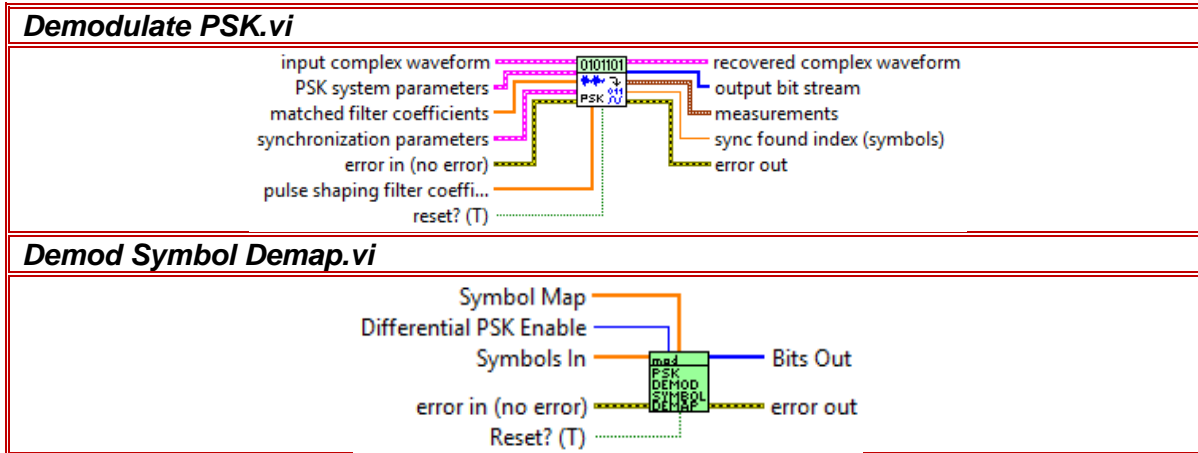 Demodulate PSK.vi
input complex waveform
PSK system parameters
matched filter coefficients
synchronization parameters
error in (no error)
pulse shaping filter coeffi...
reset? (T)
0101101
011
PSK
recovered complex waveform
output bit stream
measurements
sync found index (symbols)
error out
Demod Symbol Demap.vi
Symbol Map
Differential PSK Enable
Symbols In
error in (no error)
Reset? (T)
mod
PSK
DEMOD
SYMBOL
DEMAP
Bits Out
error out